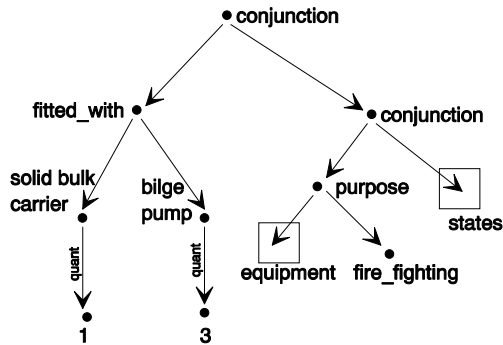 conjunction
fitted_with
conjunction
solid bulk
carrier
bilge
pump
purpose
states
quant
quant
equipment
fire_fighting
1
3